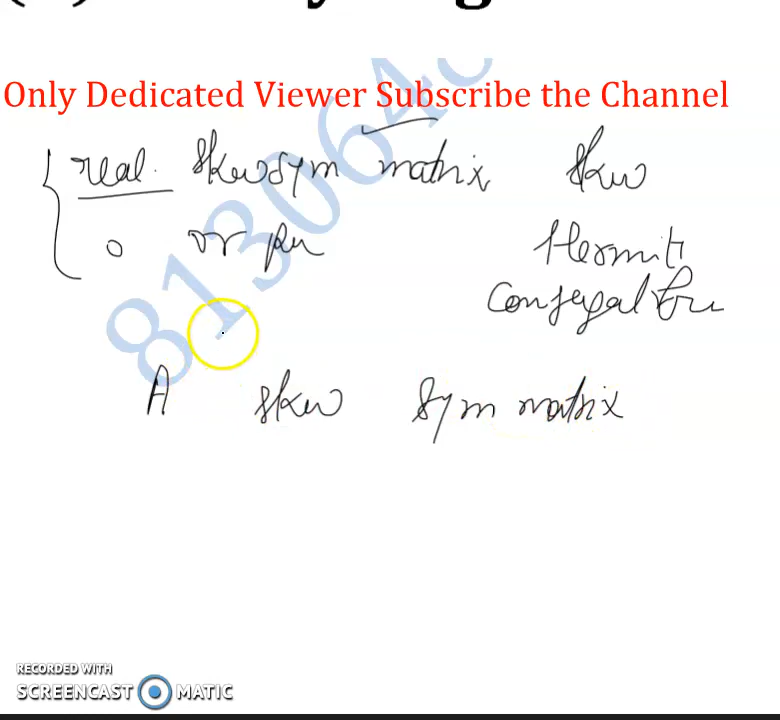 Only Dedicated Viewer Subscribe the Channel
real. skew sym matrix skew
0 or pu Hermiti
Conjugal
A skew sym matrix
RECORDED WITH
SCREENCAST MATIC